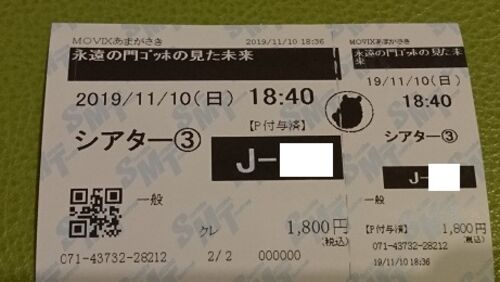 MOVIXあまがさき 2019/11/10 18:36
永遠の門ｺﾞｯﾎの見た未来
2019/11/10(日) 18:40
【P付与済】
シアター③
J-
一般
クレ 1,800円
(税込)
071-43732-28212 2/2 000000
MOVIXあまがさき
永遠の門ｺﾞｯﾎの見た未
来
19/11/10(日)
18:40
シアター③
J-
一般
【P付与済】 1,800円
(税込)
071-43732-28212
19/11/10 18:36
SMT